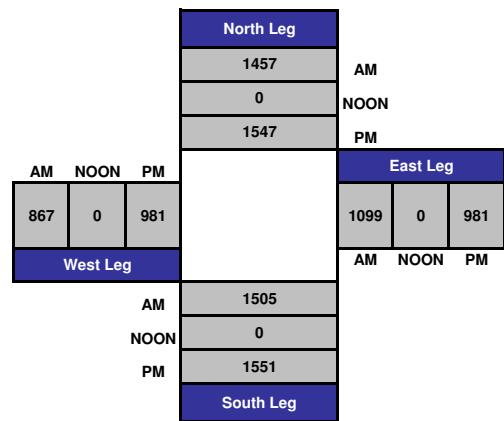 North Leg
1457 AM
0 NOON
1547 PM
AM NOON PM
East Leg
867 0 981
1099 0 981
West Leg
AM NOON PM
AM 1505
NOON 0
PM 1551
South Leg